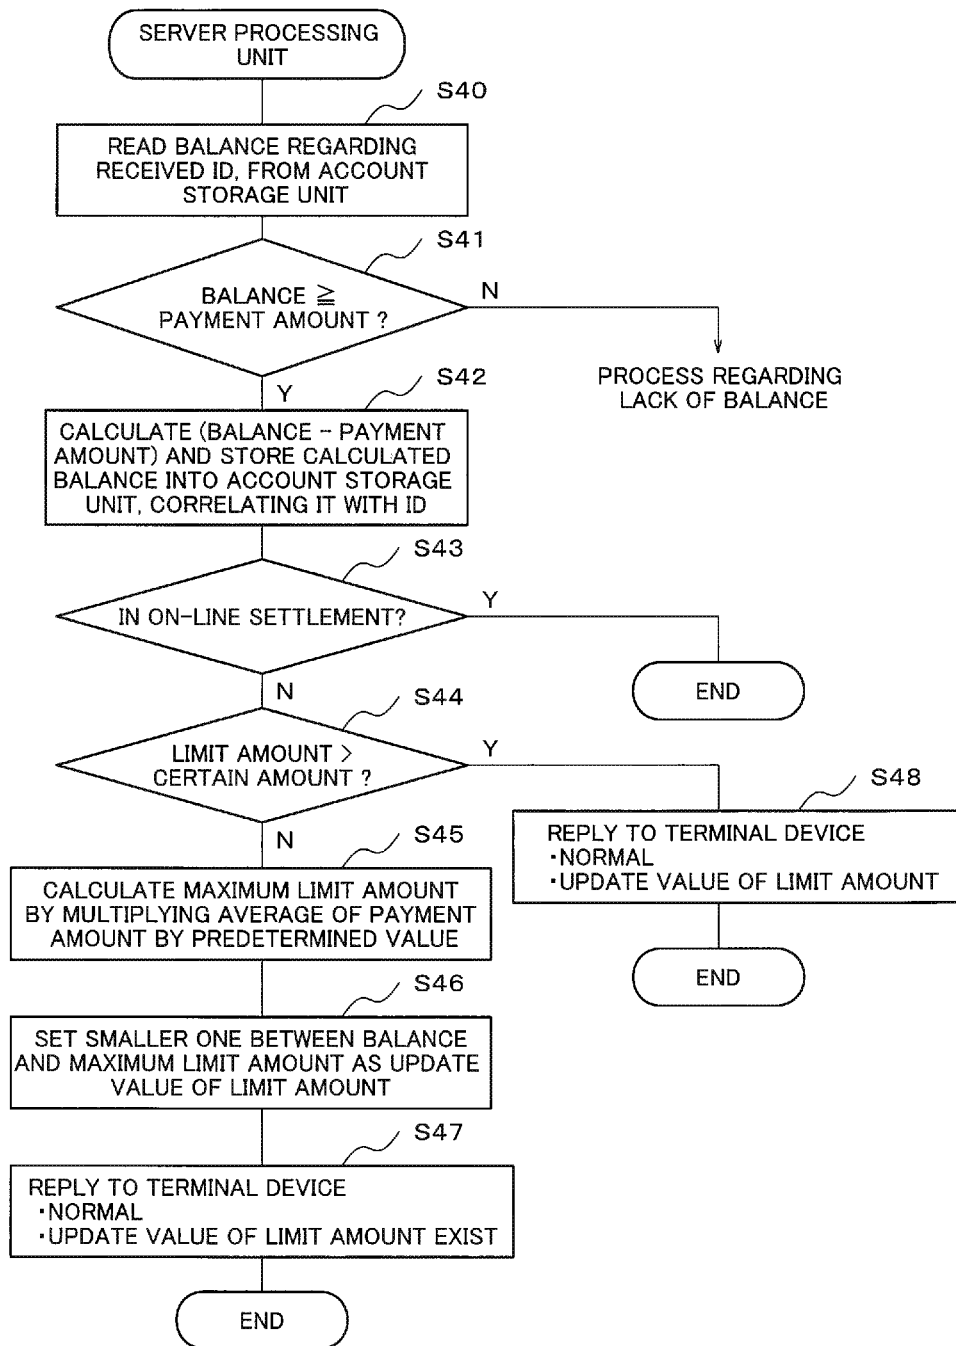 SERVER PROCESSING
UNIT
S40
READ BALANCE REGARDING
RECEIVED ID, FROM ACCOUNT
STORAGE UNIT
S41
BALANCE ≧
PAYMENT AMOUNT ?
N
Y
PROCESS REGARDING
LACK OF BALANCE
S42
CALCULATE (BALANCE – PAYMENT
AMOUNT) AND STORE CALCULATED
BALANCE INTO ACCOUNT STORAGE
UNIT, CORRELATING IT WITH ID
S43
IN ON-LINE SETTLEMENT?
Y
END
N
S44
LIMIT AMOUNT >
CERTAIN AMOUNT ?
Y
N
S48
REPLY TO TERMINAL DEVICE
・NORMAL
・UPDATE VALUE OF LIMIT AMOUNT
END
S45
CALCULATE MAXIMUM LIMIT AMOUNT
BY MULTIPLYING AVERAGE OF PAYMENT
AMOUNT BY PREDETERMINED VALUE
S46
SET SMALLER ONE BETWEEN BALANCE
AND MAXIMUM LIMIT AMOUNT AS UPDATE
VALUE OF LIMIT AMOUNT
S47
REPLY TO TERMINAL DEVICE
・NORMAL
・UPDATE VALUE OF LIMIT AMOUNT EXIST
END